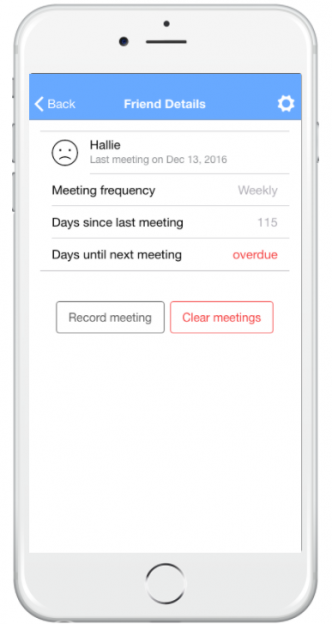 Back
Friend Details
Hallie
Last meeting on Dec 13, 2016
Meeting frequency
Weekly
Days since last meeting
115
Days until next meeting
overdue
Record meeting
Clear meetings